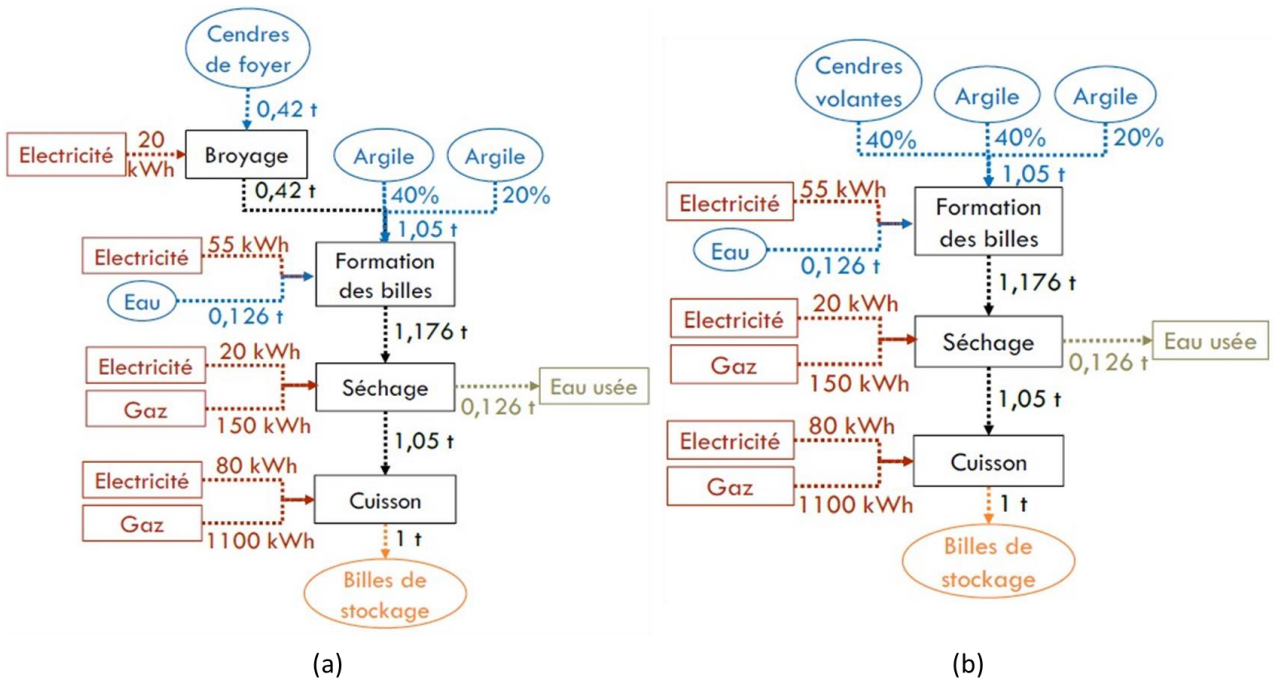 Cendres
de foyer
0,42 t
Electricité
20
kWh
Broyage
0,42 t
Argile
Argile
40%
20%
1,05 t
Electricité
55 kWh
Eau
0,126 t
Formation
des billes
1,176 t
Electricité
20 kWh
Gaz
150 kWh
Séchage
0,126 t
Eau usée
1,05 t
Electricité
80 kWh
Gaz
1100 kWh
Cuisson
1 t
Billes de
stockage
(a)
Cendres
volantes
Argile
Argile
40%
40%
20%
1,05 t
Electricité
55 kWh
Eau
0,126 t
Formation
des billes
1,176 t
Electricité
20 kWh
Gaz
150 kWh
Séchage
0,126 t
Eau usée
1,05 t
Electricité
80 kWh
Gaz
1100 kWh
Cuisson
1 t
Billes de
stockage
(b)